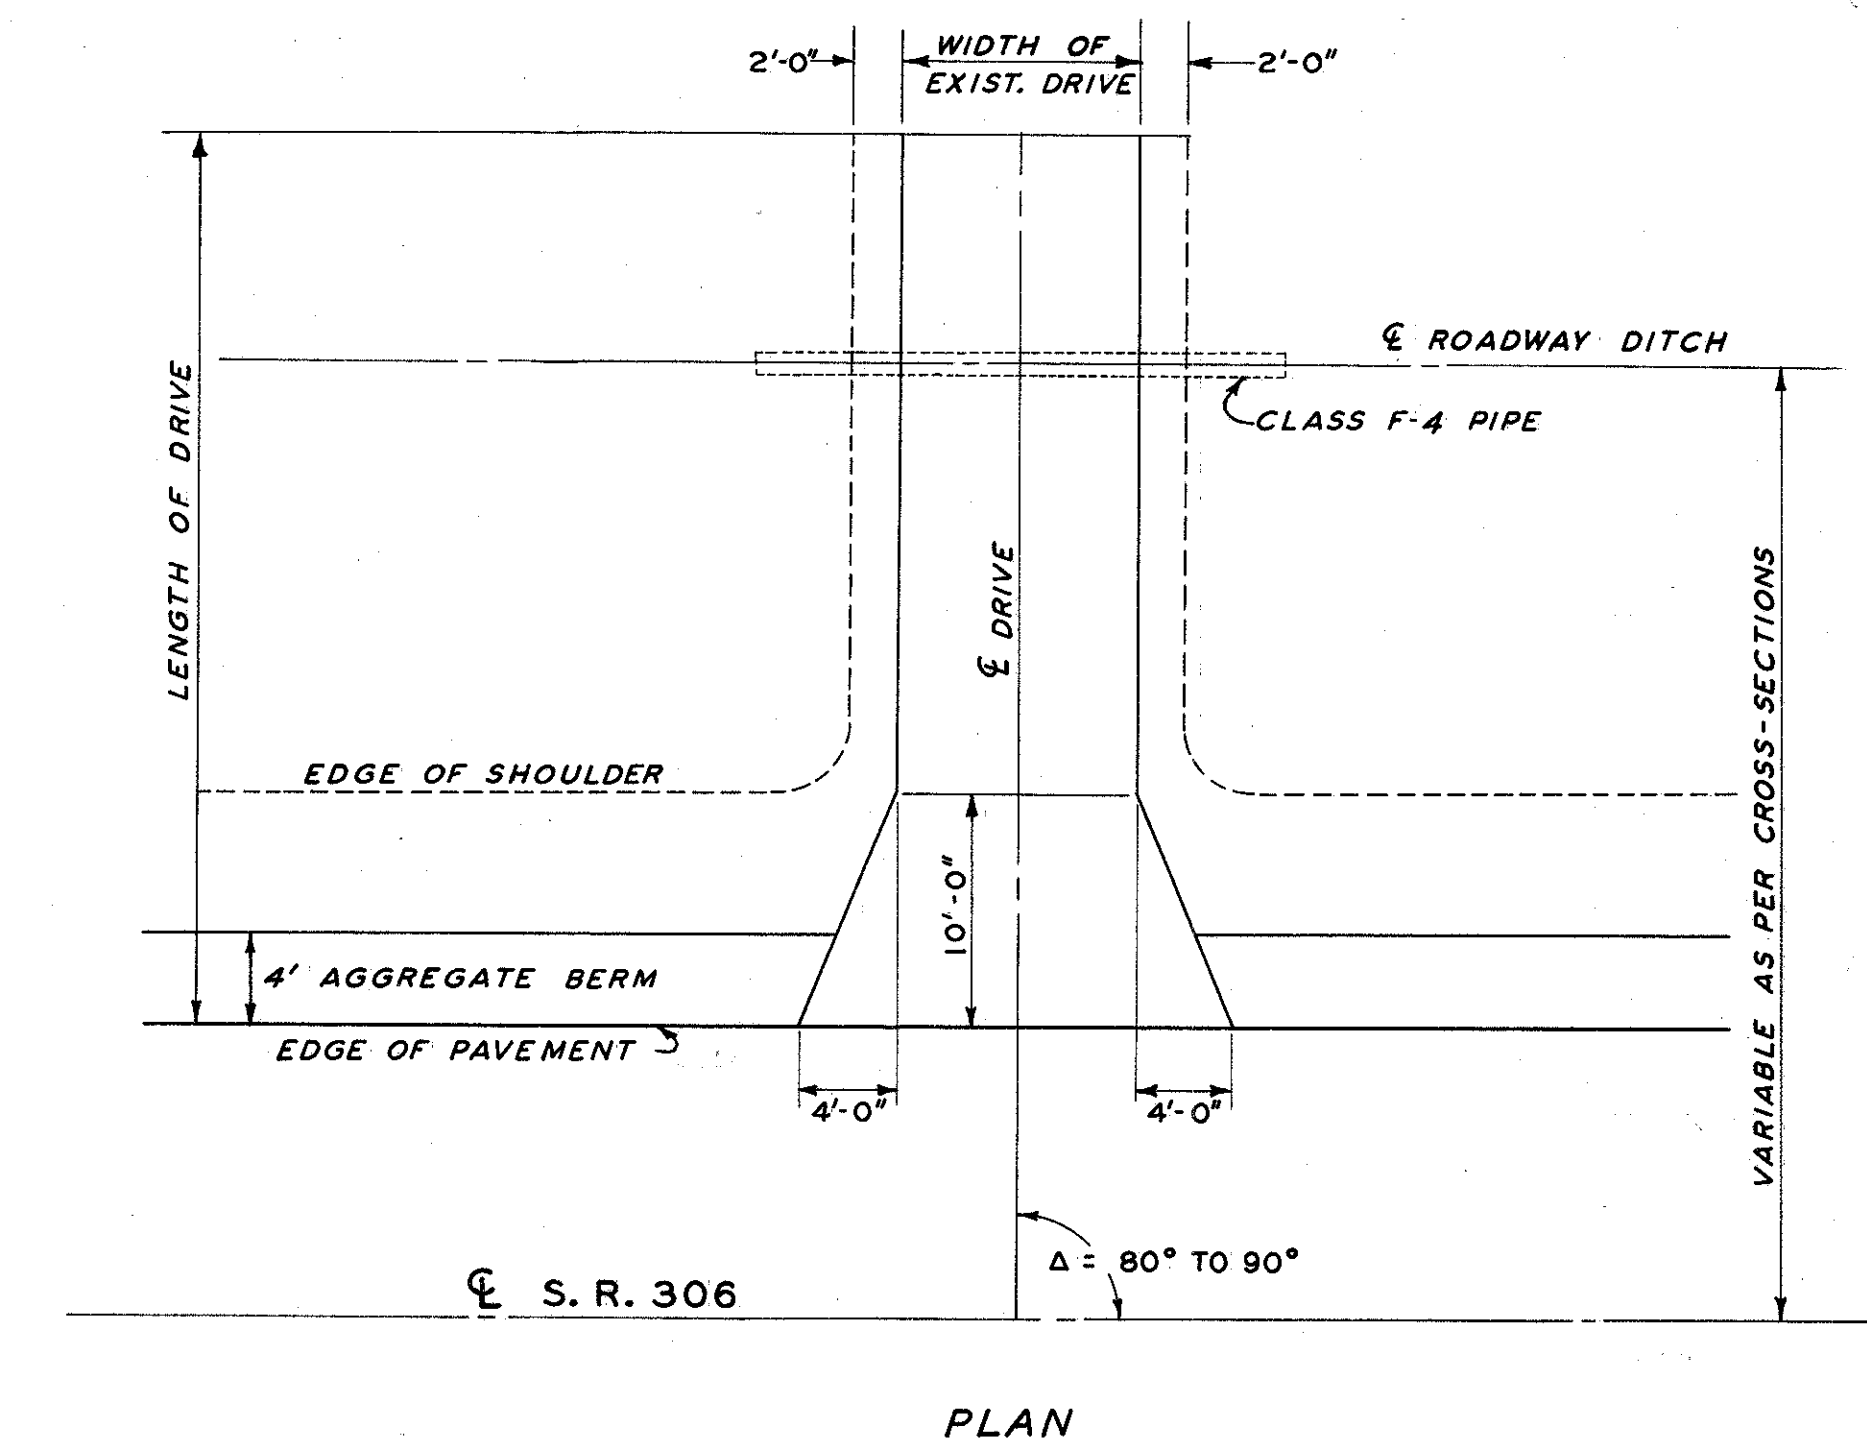 2'-0"
WIDTH OF
EXIST. DRIVE
2'-0"
℄ ROADWAY DITCH
CLASS F-4 PIPE
LENGTH OF DRIVE
℄ DRIVE
VARIABLE AS PER CROSS-SECTIONS
EDGE OF SHOULDER
10'-0"
4' AGGREGATE BERM
EDGE OF PAVEMENT
4'-0"
4'-0"
Δ = 80° TO 90°
℄ S. R. 306
PLAN